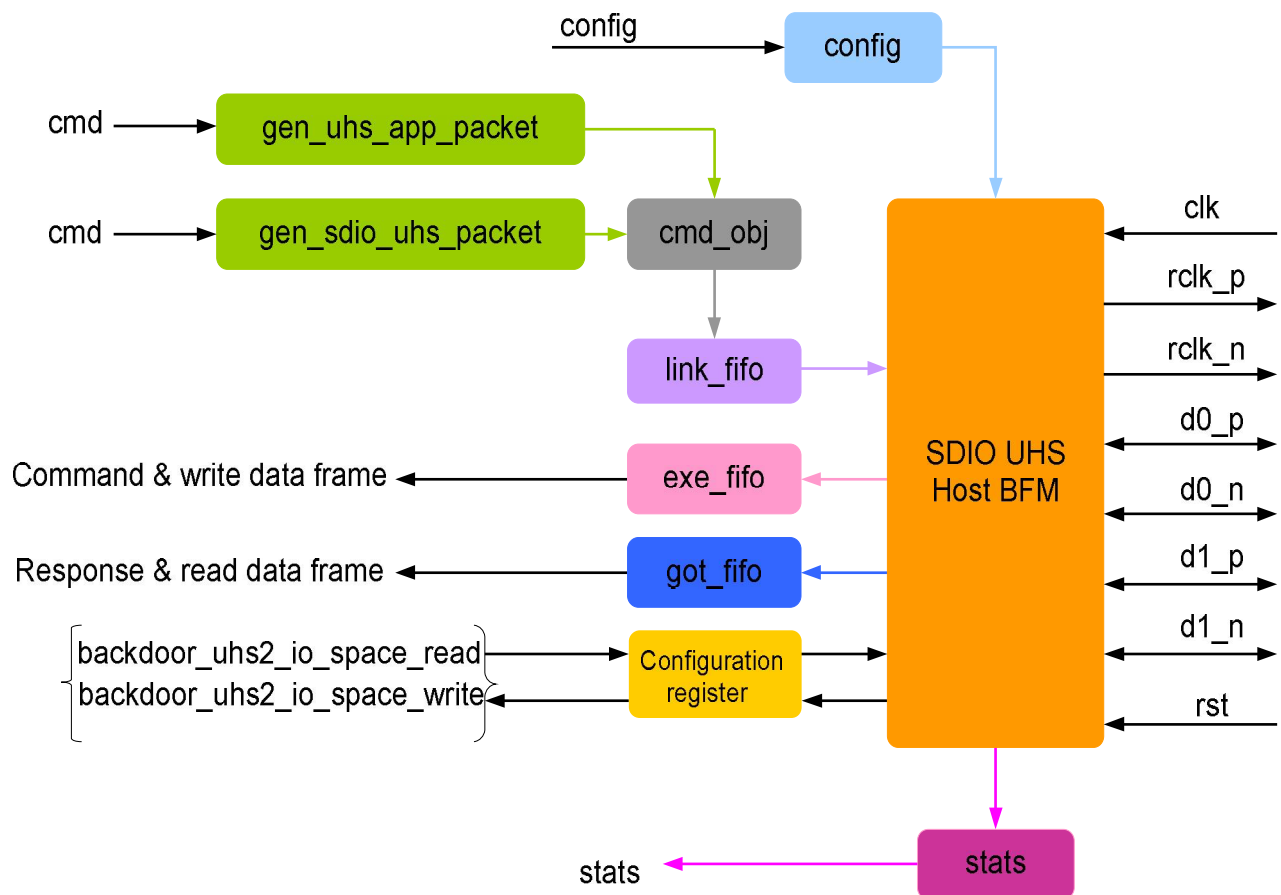 config
config
cmd
gen_uhs_app_packet
cmd
gen_sdio_uhs_packet
cmd_obj
clk
rclk_p
link_fifo
rclk_n
d0_p
SDIO UHS
Host BFM
Command & write data frame
exe_fifo
d0_n
Response & read data frame
got_fifo
d1_p
backdoor_uhs2_io_space_read
backdoor_uhs2_io_space_write
Configuration
register
d1_n
rst
stats
stats